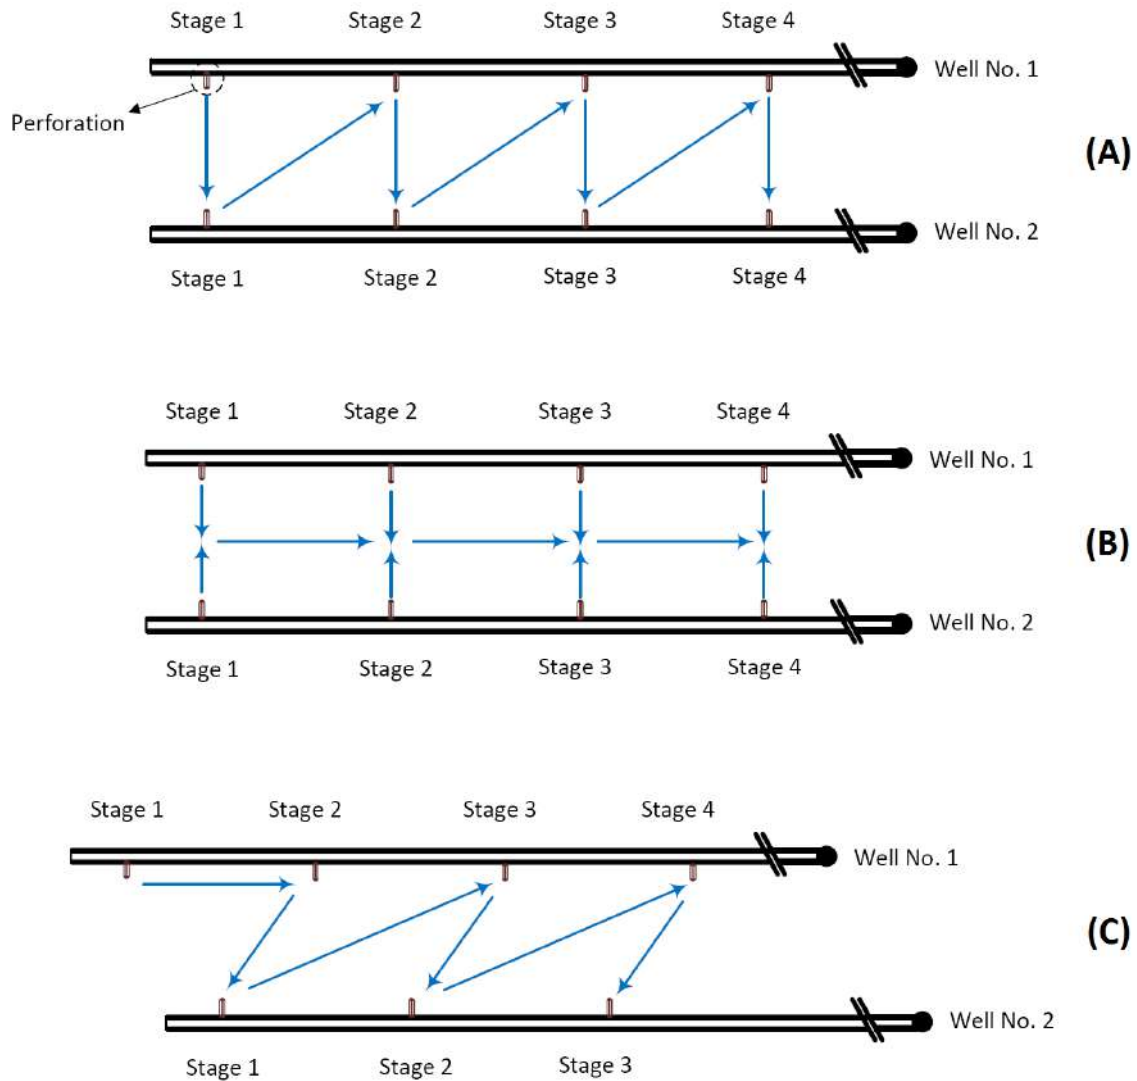 Stage 1 Stage 2 Stage 3 Stage 4
Well No. 1
Perforation
(A)
Well No. 2
Stage 1 Stage 2 Stage 3 Stage 4
Stage 1 Stage 2 Stage 3 Stage 4
Well No. 1
(B)
Well No. 2
Stage 1 Stage 2 Stage 3 Stage 4
Stage 1 Stage 2 Stage 3 Stage 4
Well No. 1
(C)
Well No. 2
Stage 1 Stage 2 Stage 3